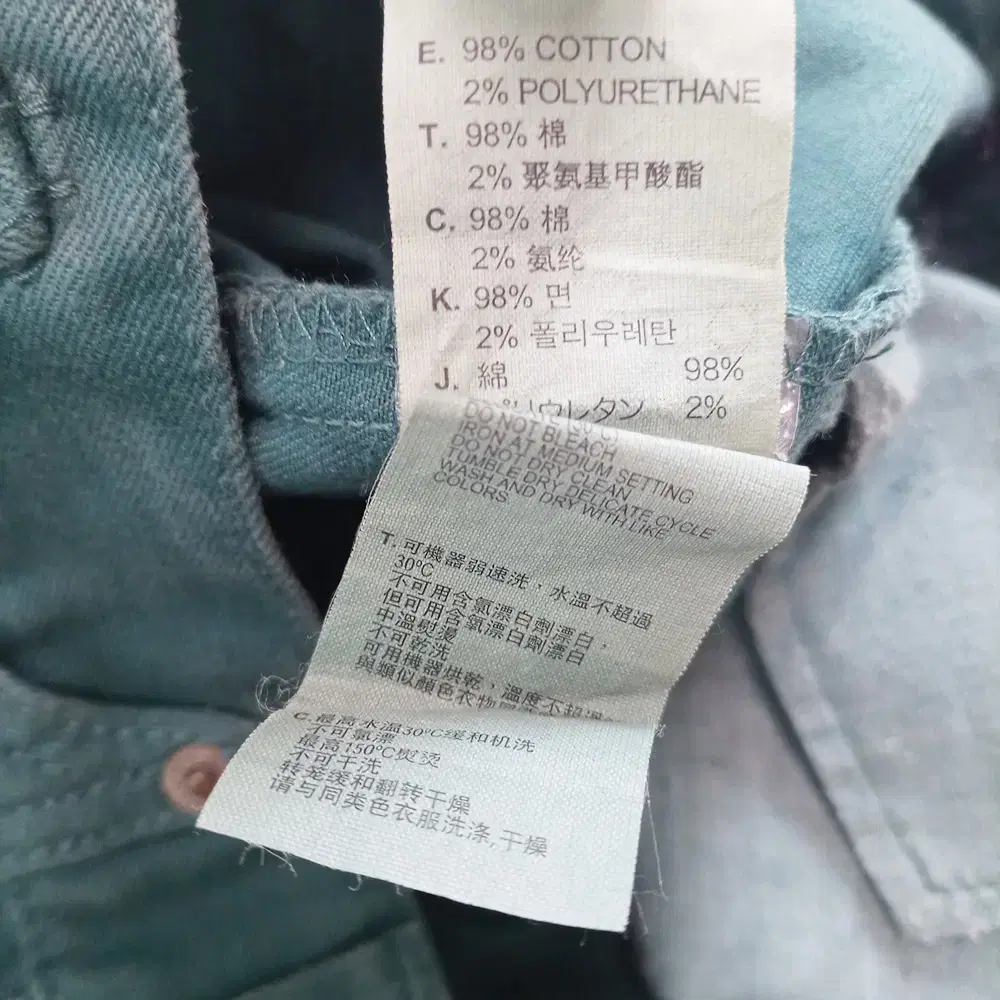 E. 98% COTTON
2% POLYURETHANE
T. 98% 棉
2% 聚氨基甲酸酯
C. 98% 棉
2% 氨纶
K. 98% 면
2% 폴리우레탄
J. 綿 98%
ウレタン 2%
DO NOT BLEACH
IRON AT MEDIUM SETTING
DO NOT DRY CLEAN
TUMBLE DRY DELICATE CYCLE
WASH AND DRY WITH LIKE
COLORS
T. 可機器弱速洗，水溫不超過
30ºC
不可用含氯漂白劑漂白，
但可用含氧漂白劑漂白
中溫熨燙
不可乾洗
可用機器烘乾，溫度不超過
與類似顏色衣物
C. 最高水温30ºC缓和机洗
不可氯漂
最高150ºC熨烫
不可干洗
转笼缓和翻转干燥
请与同类色衣服洗涤,干燥